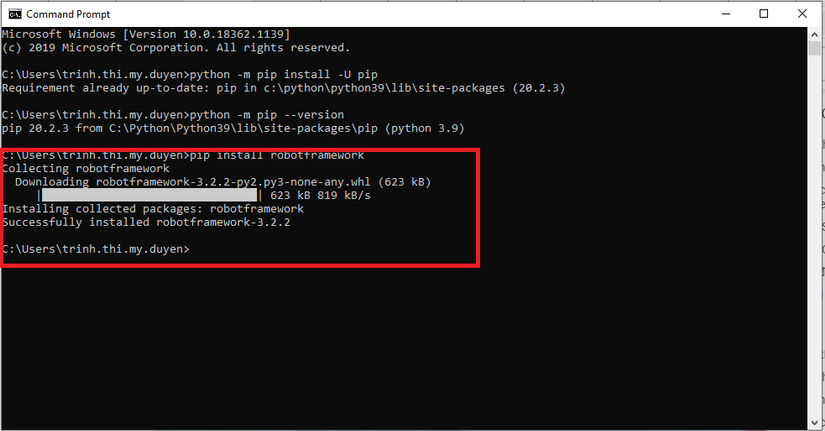 Command Prompt
Microsoft Windows [Version 10.0.18362.1139]
(c) 2019 Microsoft Corporation. All rights reserved.
C:\Users\trinh.thi.my.duyen>python -m pip install -U pip
Requirement already up-to-date: pip in c:\python\python39\lib\site-packages (20.2.3)
C:\Users\trinh.thi.my.duyen>python -m pip --version
pip 20.2.3 from C:\Python\Python39\lib\site-packages\pip (python 3.9)
C:\Users\trinh.thi.my.duyen>pip install robotframework
Collecting robotframework
Downloading robotframework-3.2.2-py2.py3-none-any.whl (623 kB)
| | 623 kB 819 kB/s
Installing collected packages: robotframework
Successfully installed robotframework-3.2.2
C:\Users\trinh.thi.my.duyen>